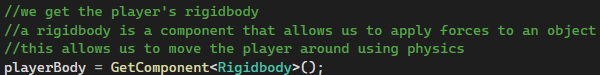 //we get the player's rigidbody
//a rigidbody is a component that allows us to apply forces to an object
//this allows us to move the player around using physics
playerBody = GetComponent<Rigidbody>();